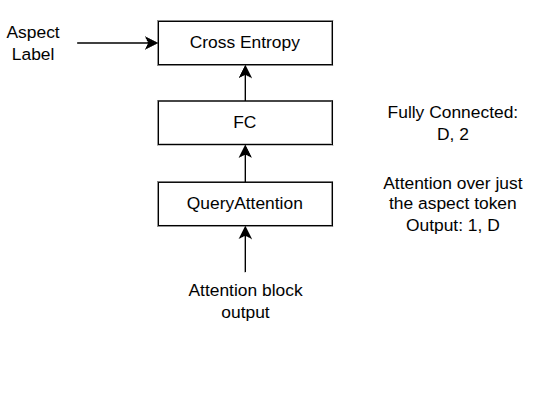 Aspect
Label
Cross Entropy
FC
Fully Connected:
D, 2
QueryAttention
Attention over just
the aspect token
Output: 1, D
Attention block
output